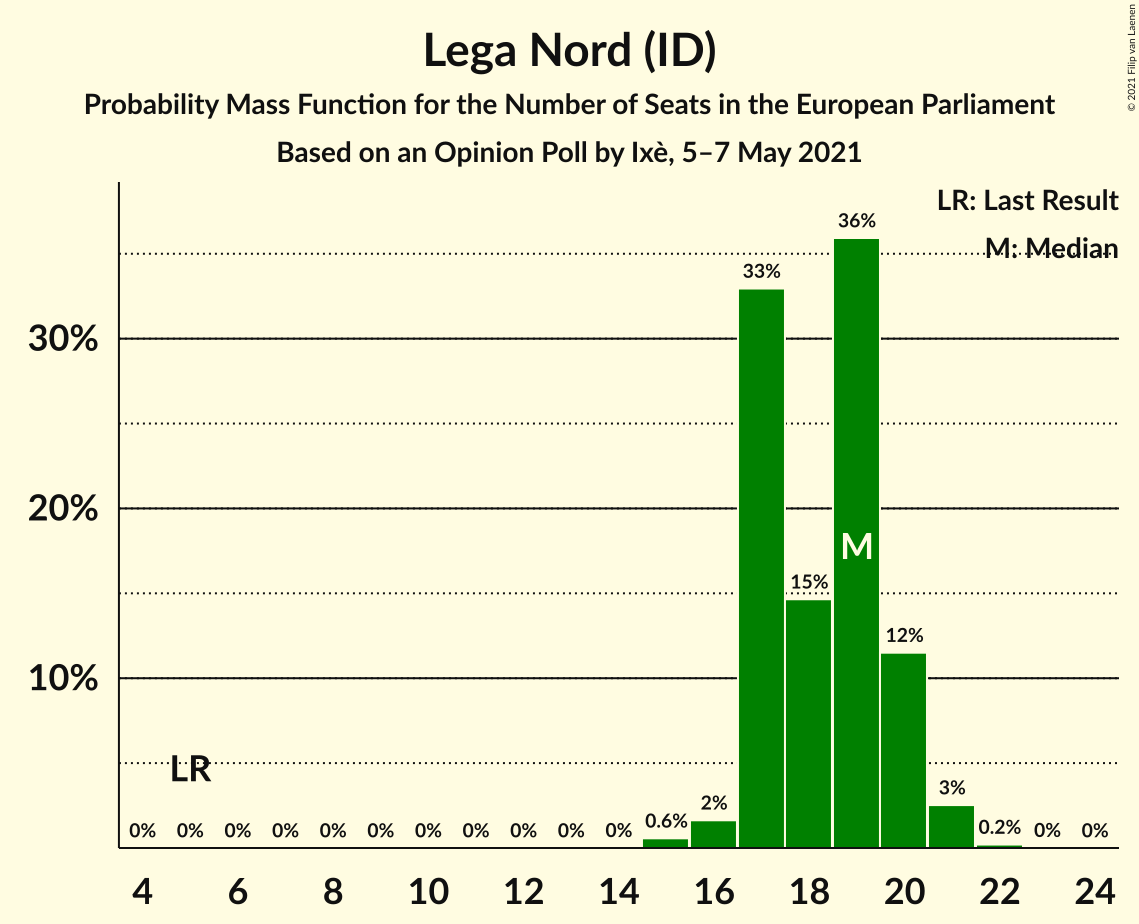 Lega Nord (ID)
Probability Mass Function for the Number of Seats in the European Parliament
Based on an Opinion Poll by Ixè, 5–7 May 2021
© 2021 Filip van Laenen
LR: Last Result
M: Median
36%
33%
30%
20%
M
15%
12%
10%
LR
3%
2%
0% 0% 0% 0% 0% 0% 0% 0% 0% 0% 0% 0.6% 0.2% 0% 0%
4 6 8 10 12 14 16 18 20 22 24